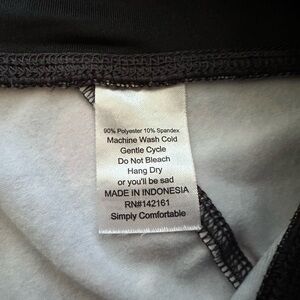 90% Polyester 10% Spandex
Machine Wash Cold
Gentle Cycle
Do Not Bleach
Hang Dry
or you'll be sad
MADE IN INDONESIA
RN#142161
Simply Comfortable